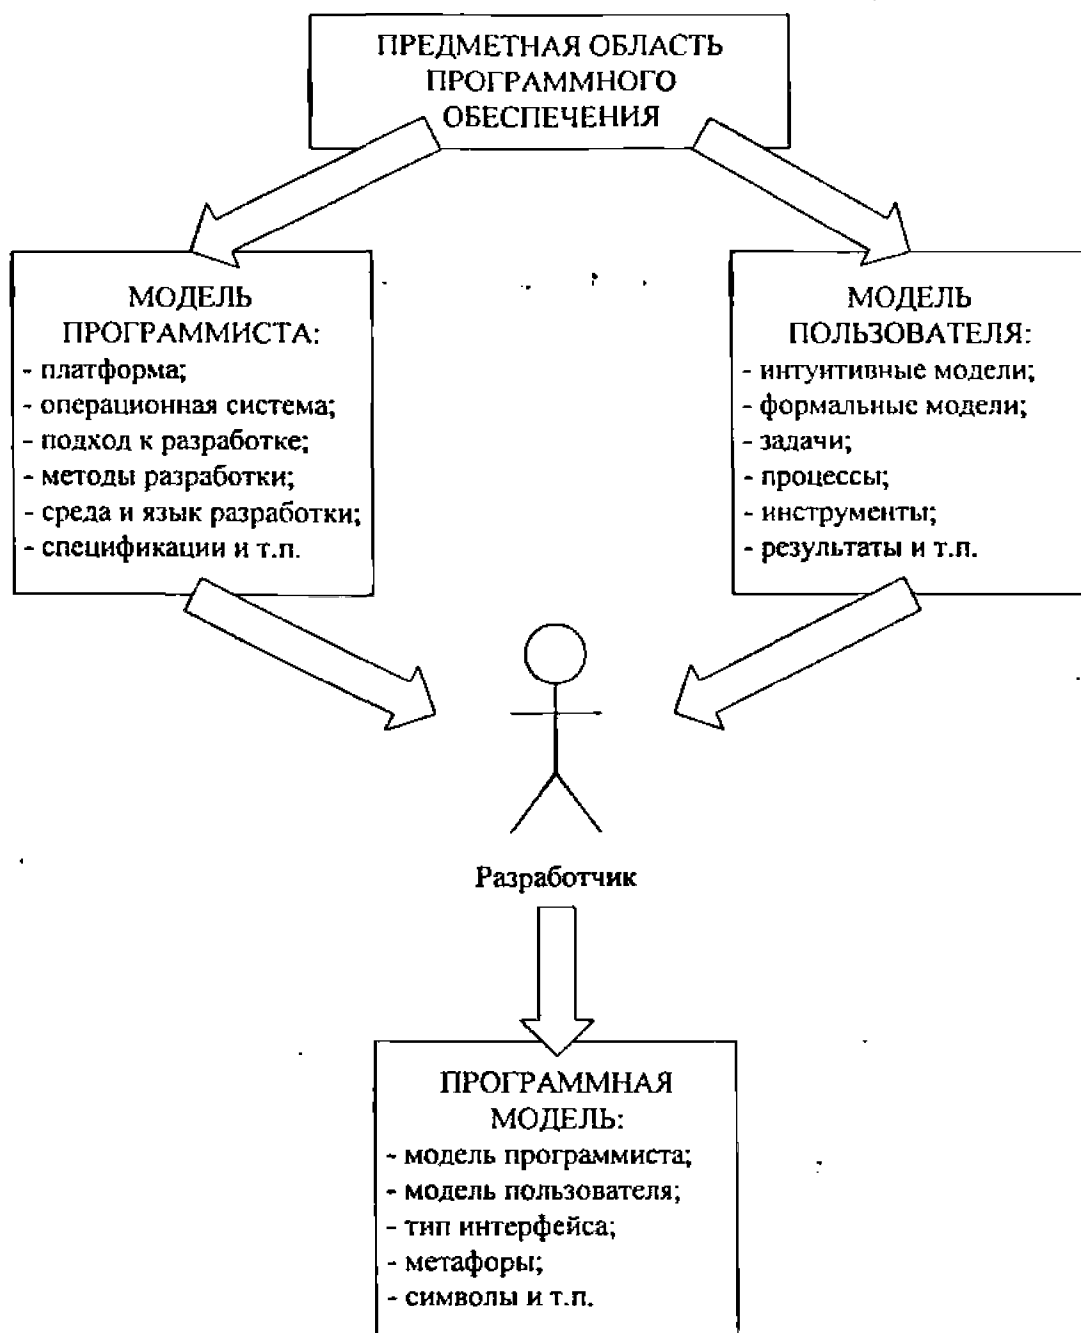 ПРЕДМЕТНАЯ ОБЛАСТЬ
ПРОГРАММНОГО
ОБЕСПЕЧЕНИЯ
МОДЕЛЬ
ПРОГРАММИСТА:
- платформа;
- операционная система;
- подход к разработке;
- методы разработки;
- среда и язык разработки;
- спецификации и т.п.
МОДЕЛЬ
ПОЛЬЗОВАТЕЛЯ:
- интуитивные модели;
- формальные модели;
- задачи;
- процессы;
- инструменты;
- результаты и т.п.
Разработчик
ПРОГРАММНАЯ
МОДЕЛЬ:
- модель программиста;
- модель пользователя;
- тип интерфейса;
- метафоры;
- символы и т.п.